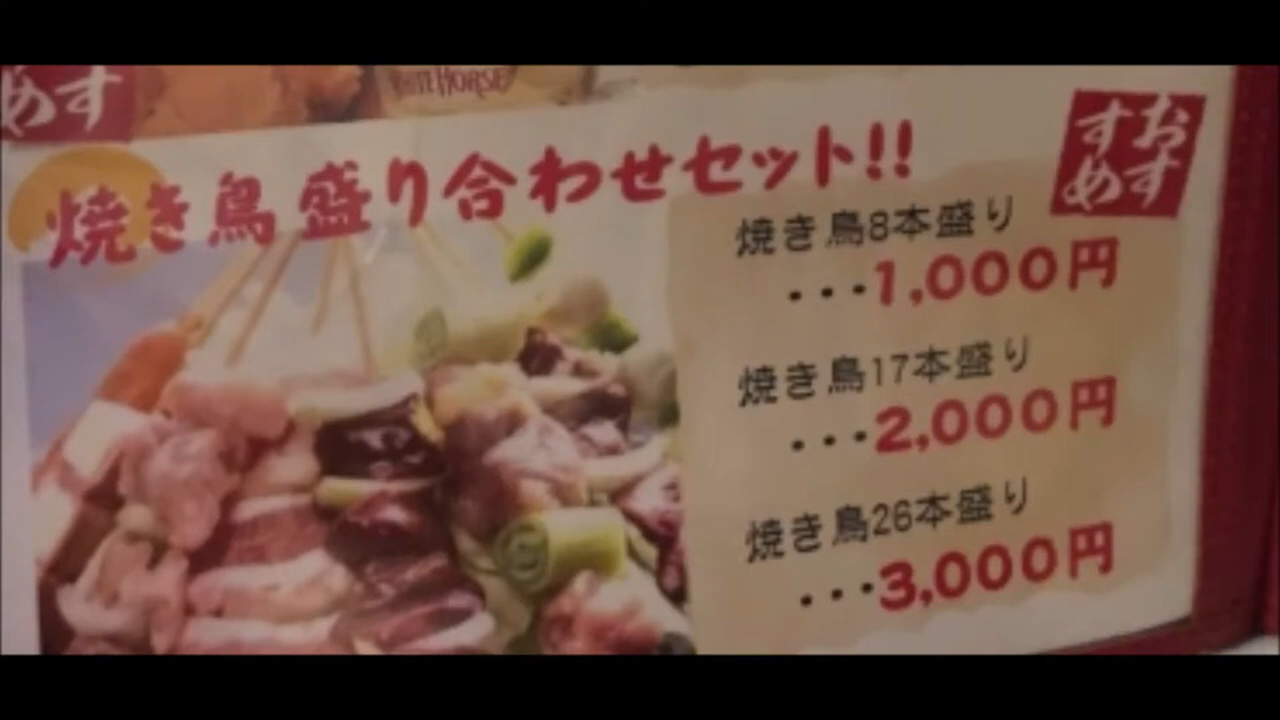 すめ
HORSE
焼き鳥盛り合わせセット!!
おすすめ
焼き鳥8本盛り
･･･1,000円
焼き鳥17本盛り
･･･2,000円
焼き鳥26本盛り
･･･3,000円